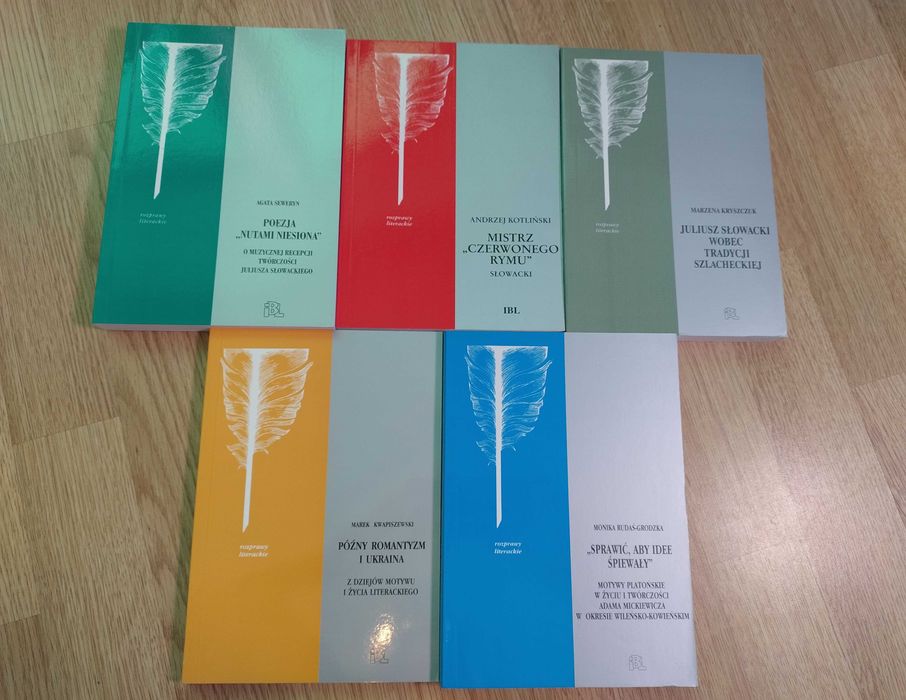 rozprawy
literackie
AGATA SEWERYN
POEZJA
„NUTAMI NIESIONA”
O MUZYCZNEJ RECEPCJI
TWÓRCZOŚCI
JULIUSZA SŁOWACKIEGO
IBL
rozprawy
literackie
ANDRZEJ KOTLIŃSKI
MISTRZ
„CZERWONEGO
RYMU”
SŁOWACKI
IBL
rozprawy
literackie
MARZENA KRYSZCZUK
JULIUSZ SŁOWACKI
WOBEC
TRADYCJI
SZLACHECKIEJ
IBL
rozprawy
literackie
MAREK KWAPISZEWSKI
PÓŹNY ROMANTYZM
I UKRAINA
Z DZIEJÓW MOTYWU
I ŻYCIA LITERACKIEGO
IBL
rozprawy
literackie
MONIKA RUDAS-GRODZKA
„SPRAWIĆ, ABY IDEE
ŚPIEWAŁY”
MOTYWY PLATOŃSKIE
W ŻYCIU I TWÓRCZOŚCI
ADAMA MICKIEWICZA
W OKRESIE WILEŃSKO-KOWIEŃSKIM
IBL